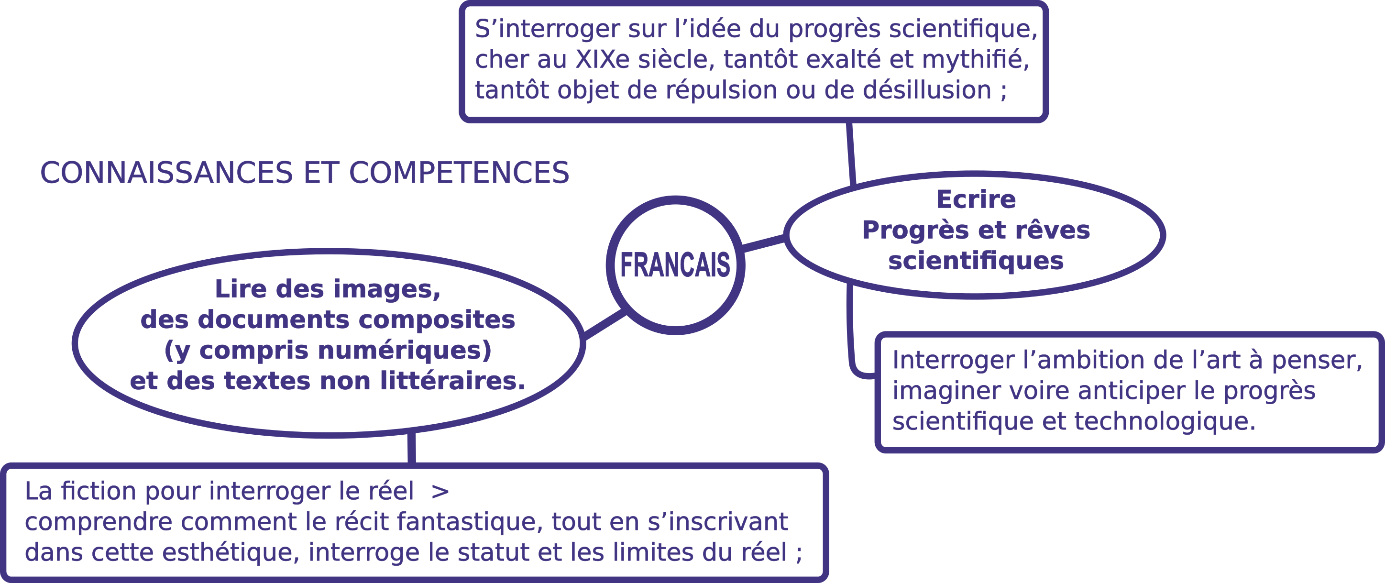 S’interroger sur l’idée du progrès scientifique,
cher au XIXe siècle, tantôt exalté et mythifié,
tantôt objet de répulsion ou de désillusion ;
CONNAISSANCES ET COMPETENCES
Ecrire
Progrès et rêves
scientifiques
FRANCAIS
Lire des images,
des documents composites
(y compris numériques)
et des textes non littéraires.
Interroger l’ambition de l’art à penser,
imaginer voire anticiper le progrès
scientifique et technologique.
La fiction pour interroger le réel  >
comprendre comment le récit fantastique, tout en s’inscrivant
dans cette esthétique, interroge le statut et les limites du réel ;